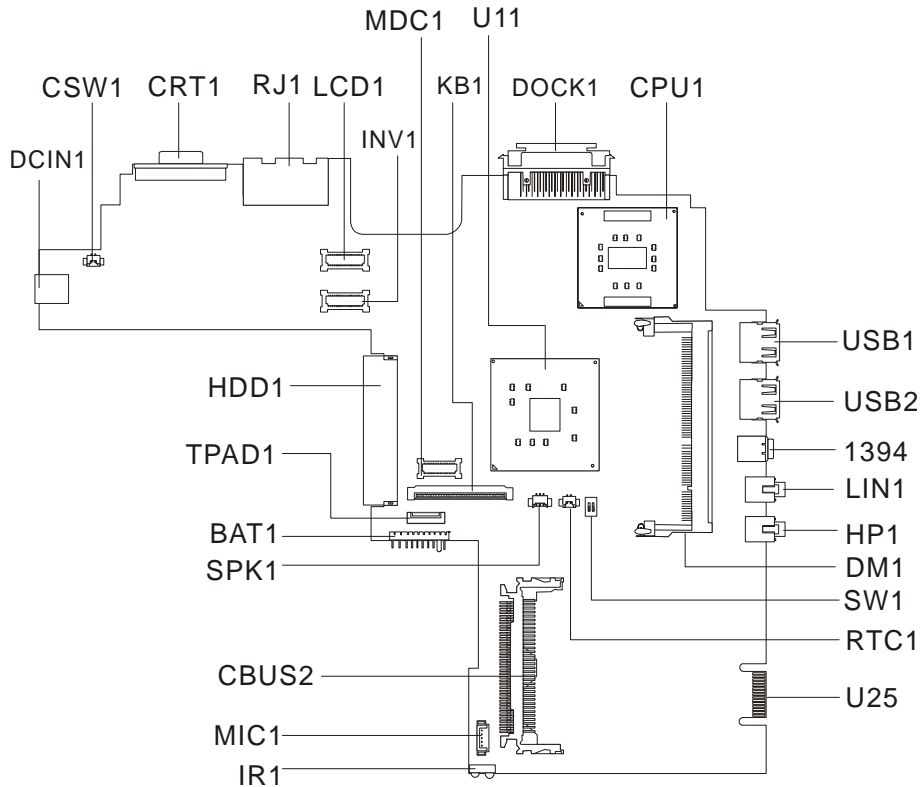 MDC1
U11
CSW1
CRT1
RJ1
LCD1
KB1
DOCK1
CPU1
INV1
DCIN1
USB1
HDD1
USB2
TPAD1
1394
LIN1
BAT1
HP1
SPK1
DM1
SW1
RTC1
CBUS2
U25
MIC1
IR1